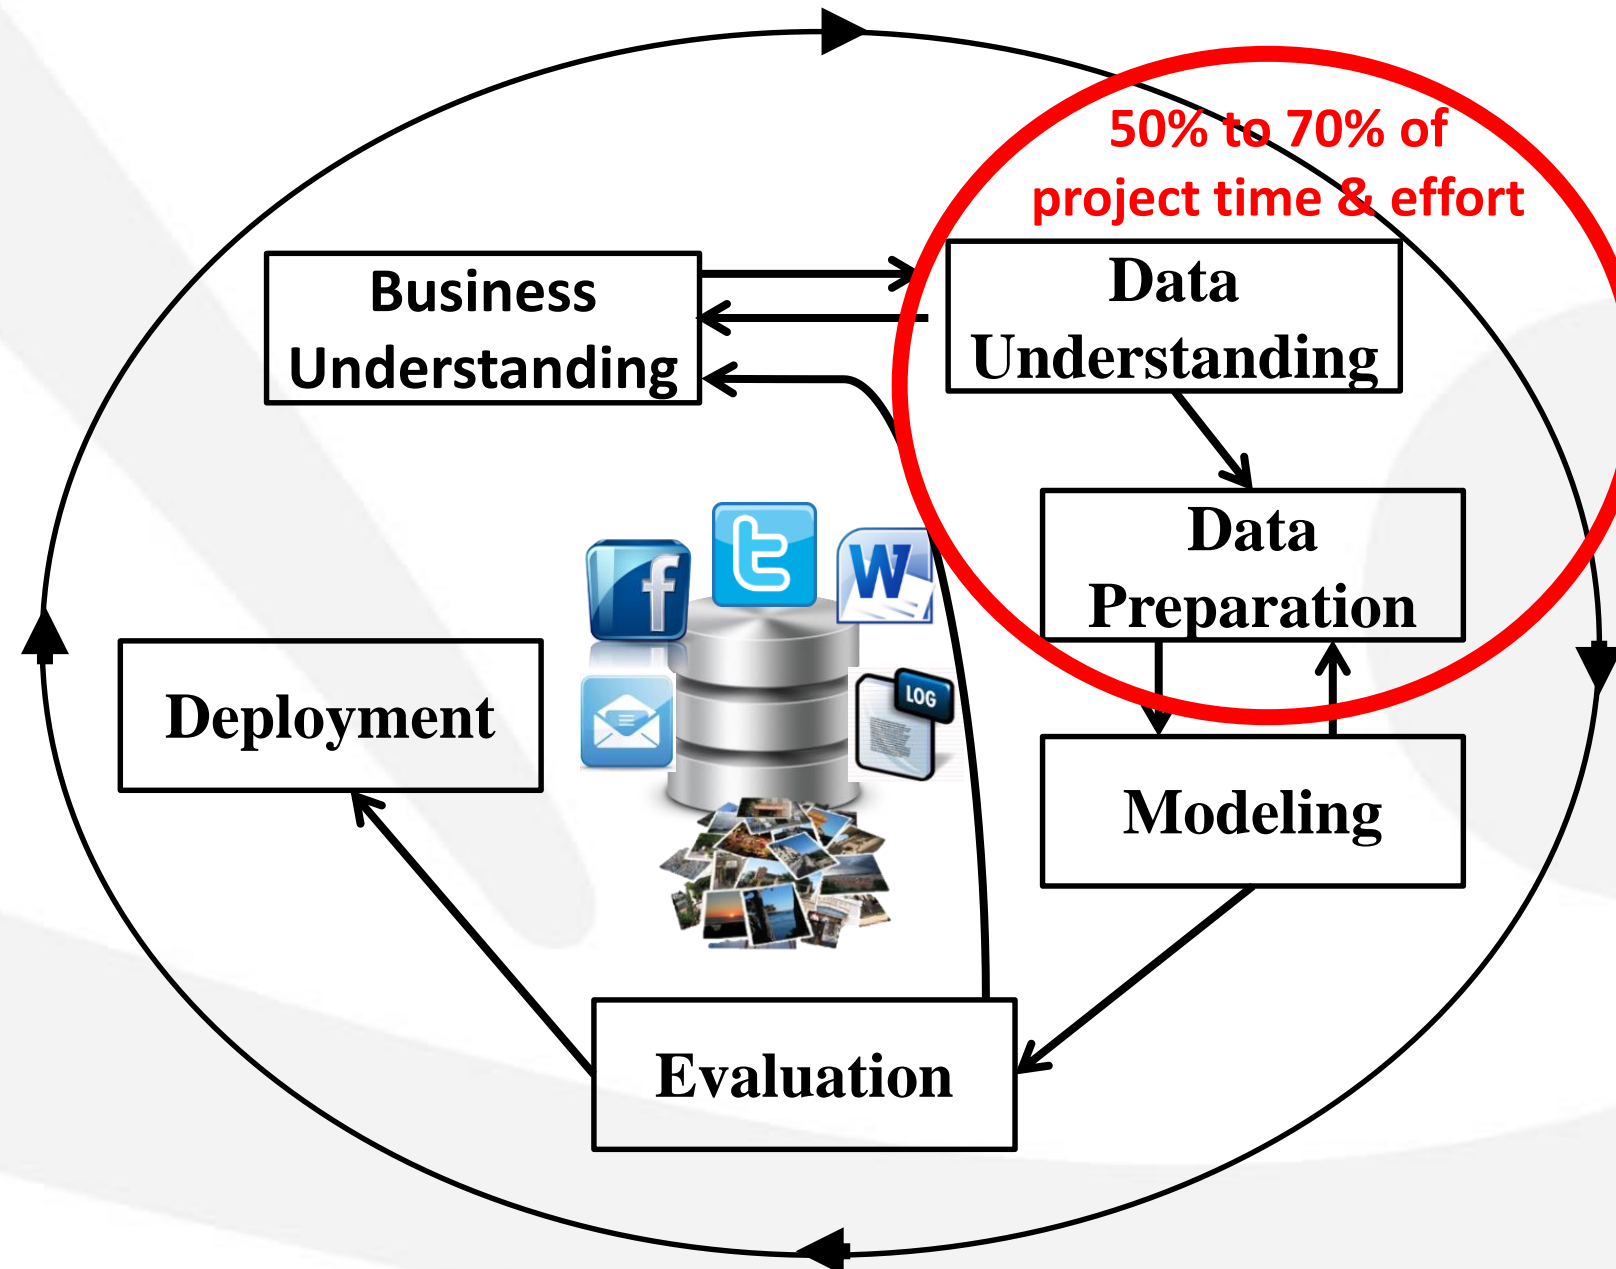 50% to 70% of
project time & effort
Business
Understanding
Data
Understanding
Data
Preparation
f
t
W
LOG
Deployment
Modeling
Evaluation